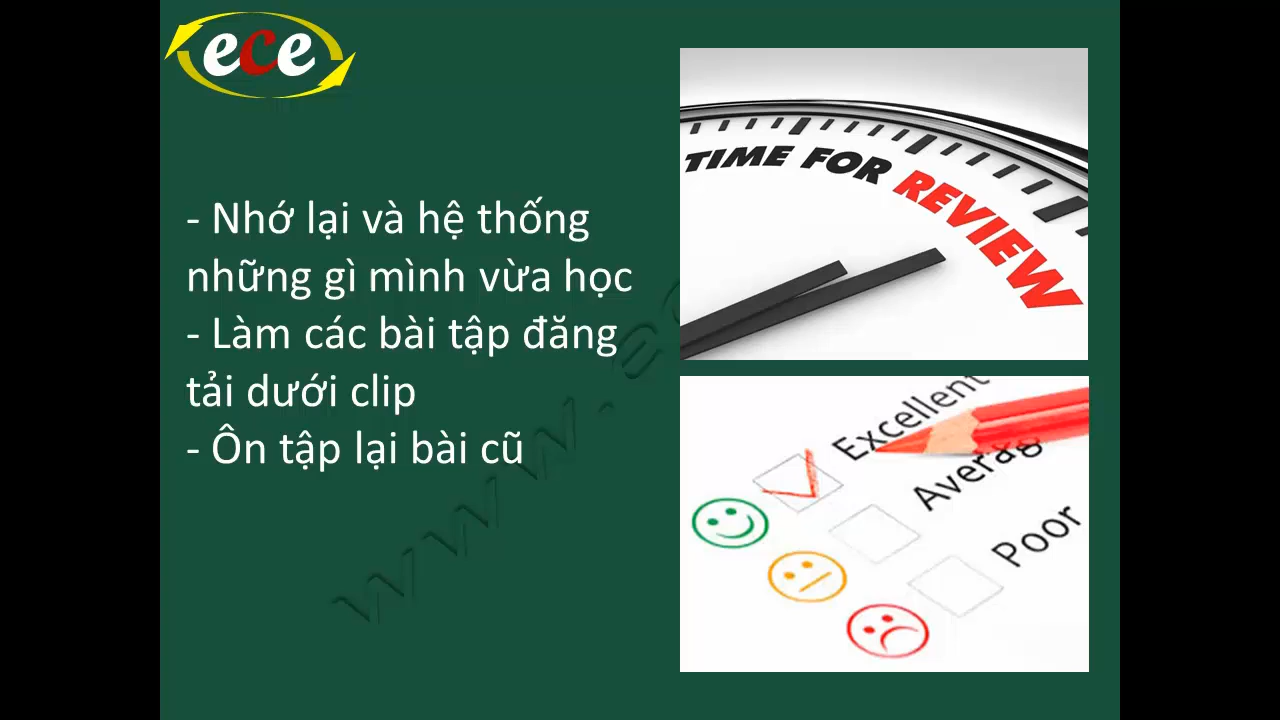 ece
- Nhớ lại và hệ thống
những gì mình vừa học
- Làm các bài tập đăng
tải dưới clip
- Ôn tập lại bài cũ
TIME FOR REVIEW
Excellent
Poor